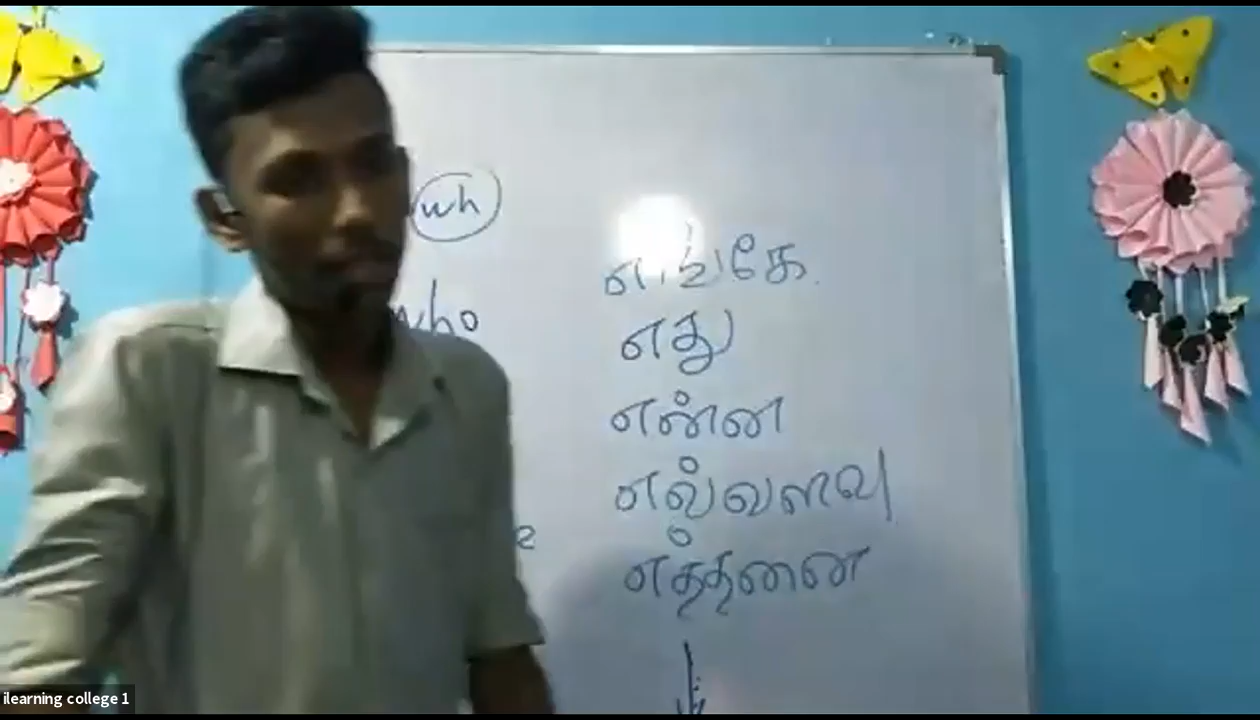 wh
who
எங்கே
எது
என்ன
எவ்வளவு
எத்தனை
ilearning college 1